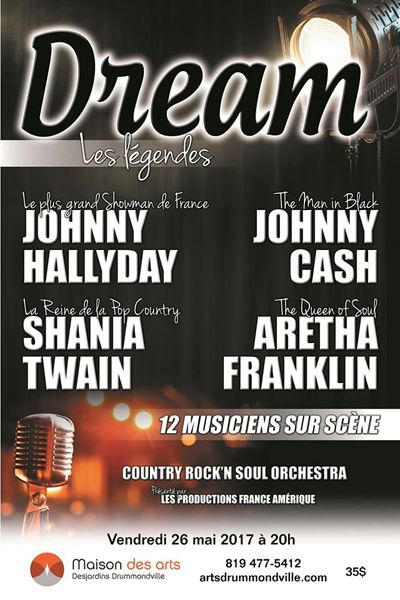 Dream
Les légendes
Le plus grand Showman de France
JOHNNY
HALLYDAY
The Man in Black
JOHNNY
CASH
La Reine de la Pop Country
SHANIA
TWAIN
The Queen of Soul
ARETHA
FRANKLIN
12 MUSICIENS SUR SCÈNE
COUNTRY ROCK'N SOUL ORCHESTRA
Présenté par
LES PRODUCTIONS FRANCE AMÉRIQUE
Vendredi 26 mai 2017 à 20h
Maison des arts
Desjardins Drummondville
819 477-5412
artsdrummondville.com
35$